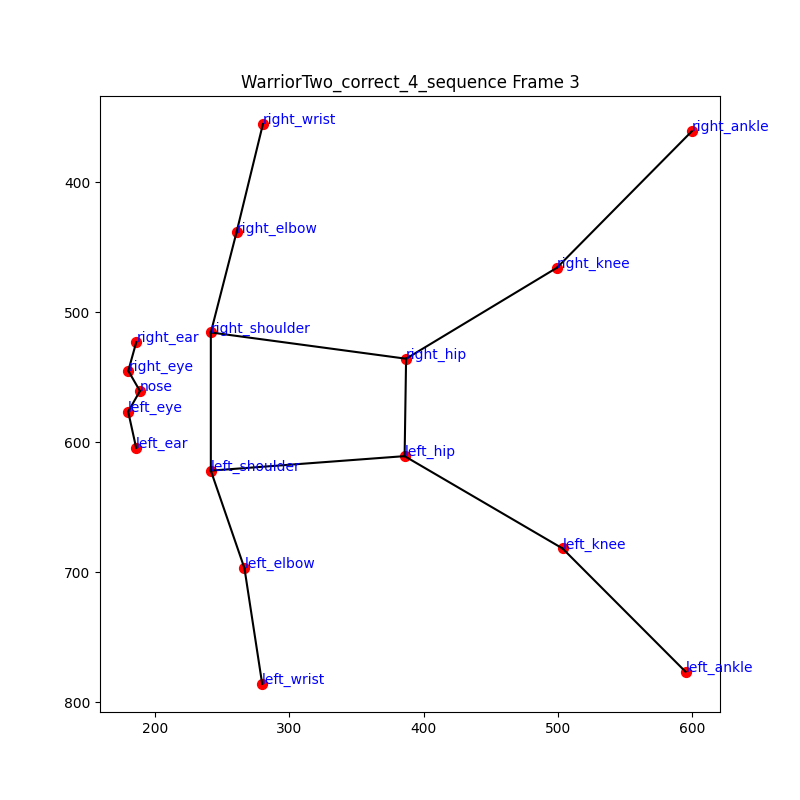 WarriorTwo_correct_4_sequence Frame 3
right_wrist
right_ankle
400
right_elbow
right_knee
500
right_shoulder
right_ear
right_hip
right_eye
nose
left_eye
600
left_ear
left_hip
left_shoulder
left_knee
left_elbow
700
left_ankle
left_wrist
800
200 300 400 500 600